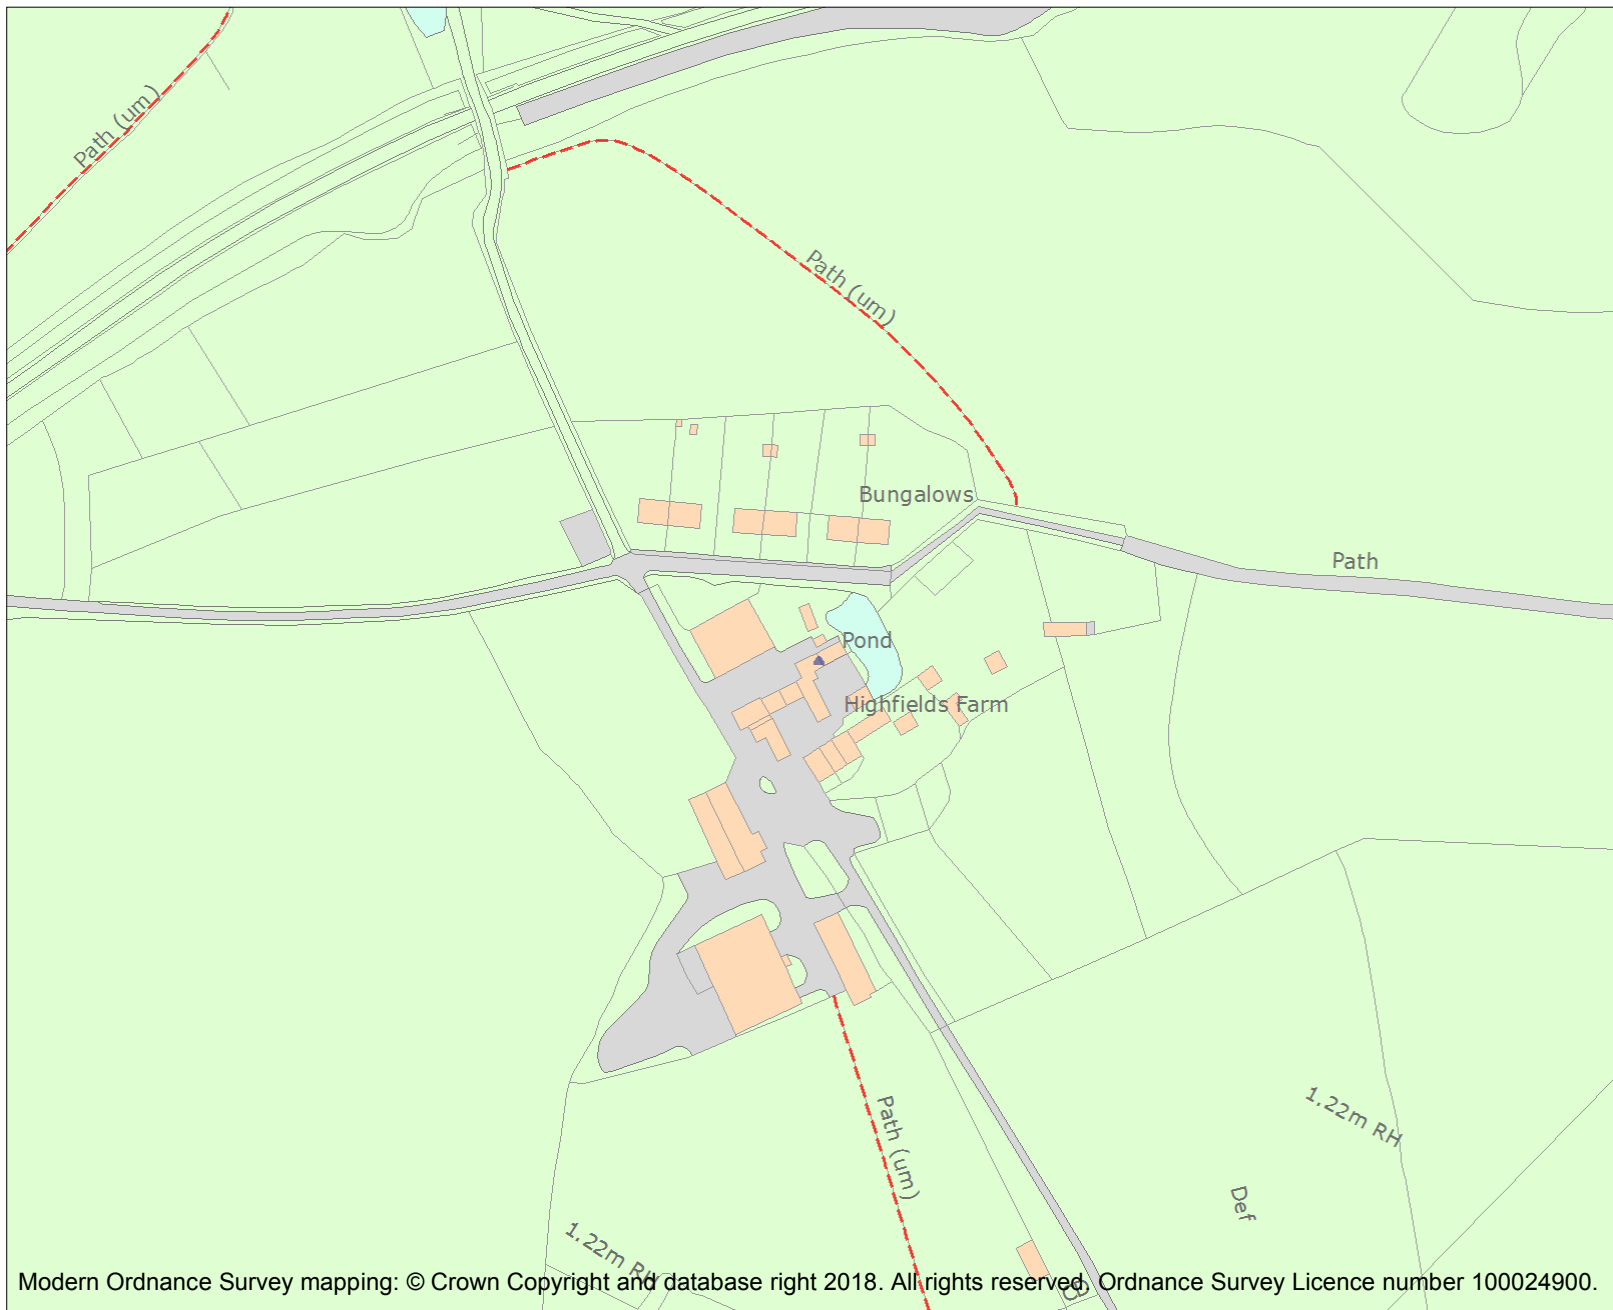 Path (um)
Path (um)
Bungalows
Path
Pond
Highfields Farm
Path (um)
1.22m RH
Def
1.22m RH
Modern Ordnance Survey mapping: © Crown Copyright and database right 2018. All rights reserved. Ordnance Survey Licence number 100024900.